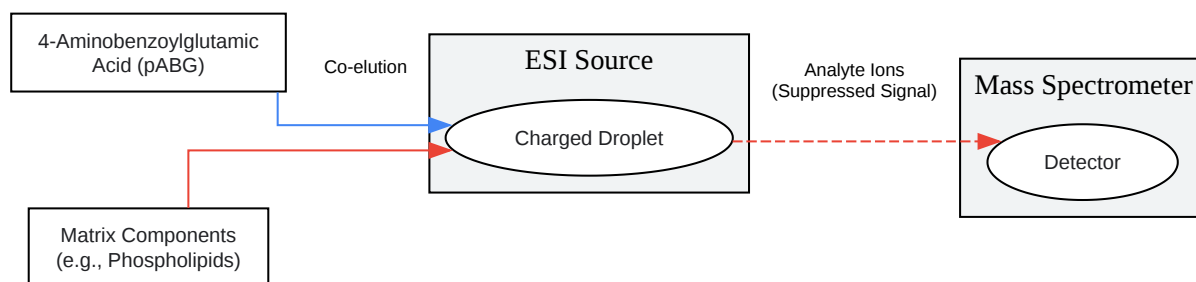 4-Aminobenzoylglutamic
Acid (pABG)
Co-elution
ESI Source
Charged Droplet
Analyte Ions
(Suppressed Signal)
Mass Spectrometer
Detector
Matrix Components
(e.g., Phospholipids)